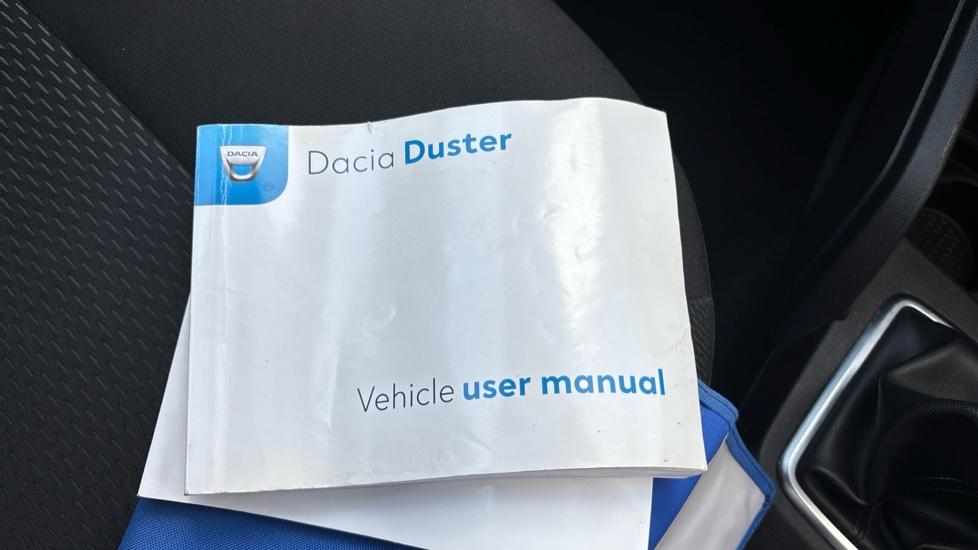 DACIA
Dacia Duster
Vehicle user manual